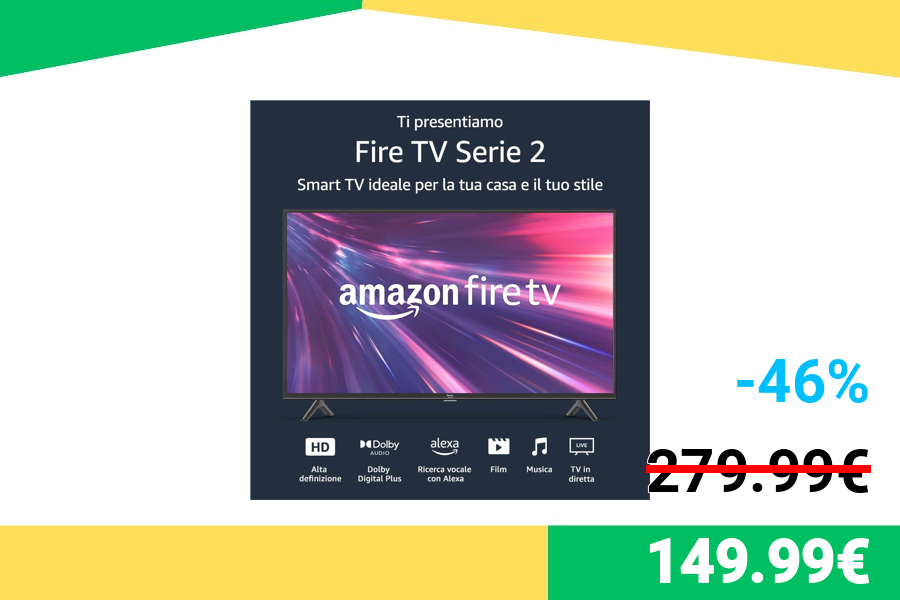 Ti presentiamo
Fire TV Serie 2
Smart TV ideale per la tua casa e il tuo stile
amazon fire tv
HD
Alta
definizione
Dolby
AUDIO
Dolby
Digital Plus
alexa
Ricerca vocale
con Alexa
Film
Musica
LIVE
TV in
diretta
-46%
279.99€
149.99€